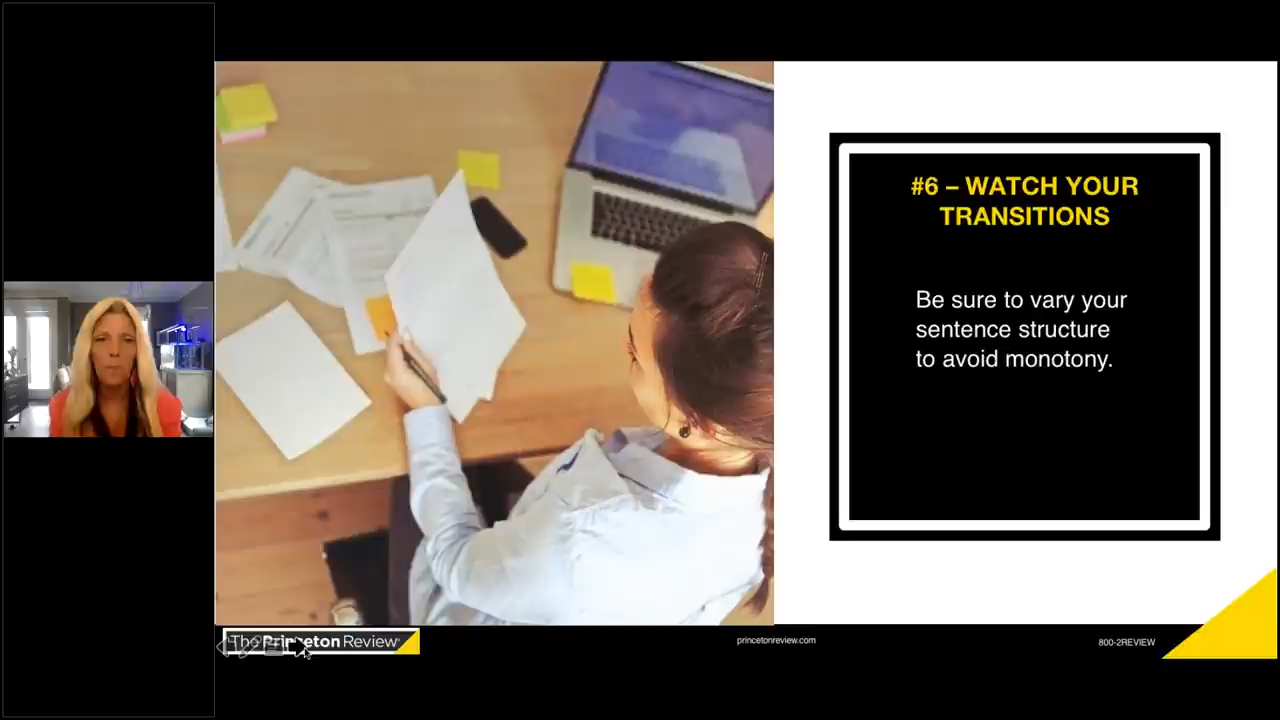 #6 – WATCH YOUR
TRANSITIONS
Be sure to vary your
sentence structure
to avoid monotony.
The Princeton Review
princetonreview.com
800-2REVIEW